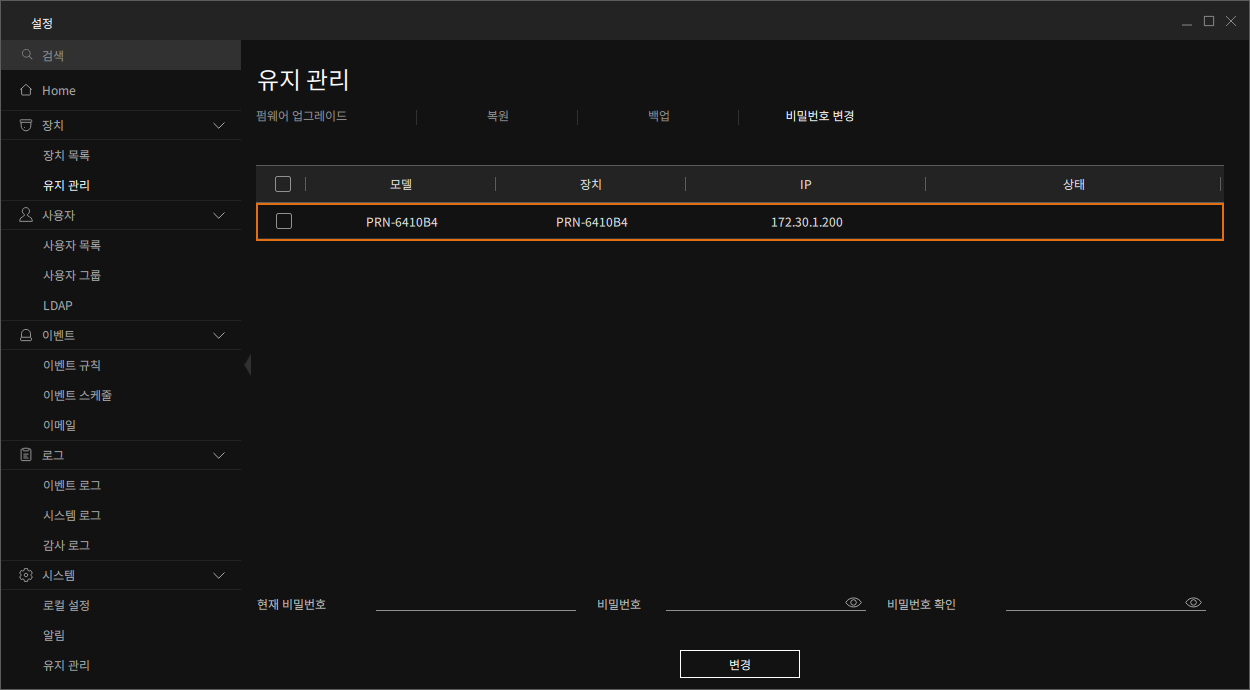 설정
검색
Home
장치
장치 목록
유지 관리
사용자
사용자 목록
사용자 그룹
LDAP
이벤트
이벤트 규칙
이벤트 스케줄
이메일
로그
이벤트 로그
시스템 로그
감사 로그
시스템
로컬 설정
알림
유지 관리
유지 관리
펌웨어 업그레이드 복원 백업 비밀번호 변경
모델 장치 IP 상태
PRN-6410B4 PRN-6410B4 172.30.1.200
현재 비밀번호 비밀번호 비밀번호 확인
변경